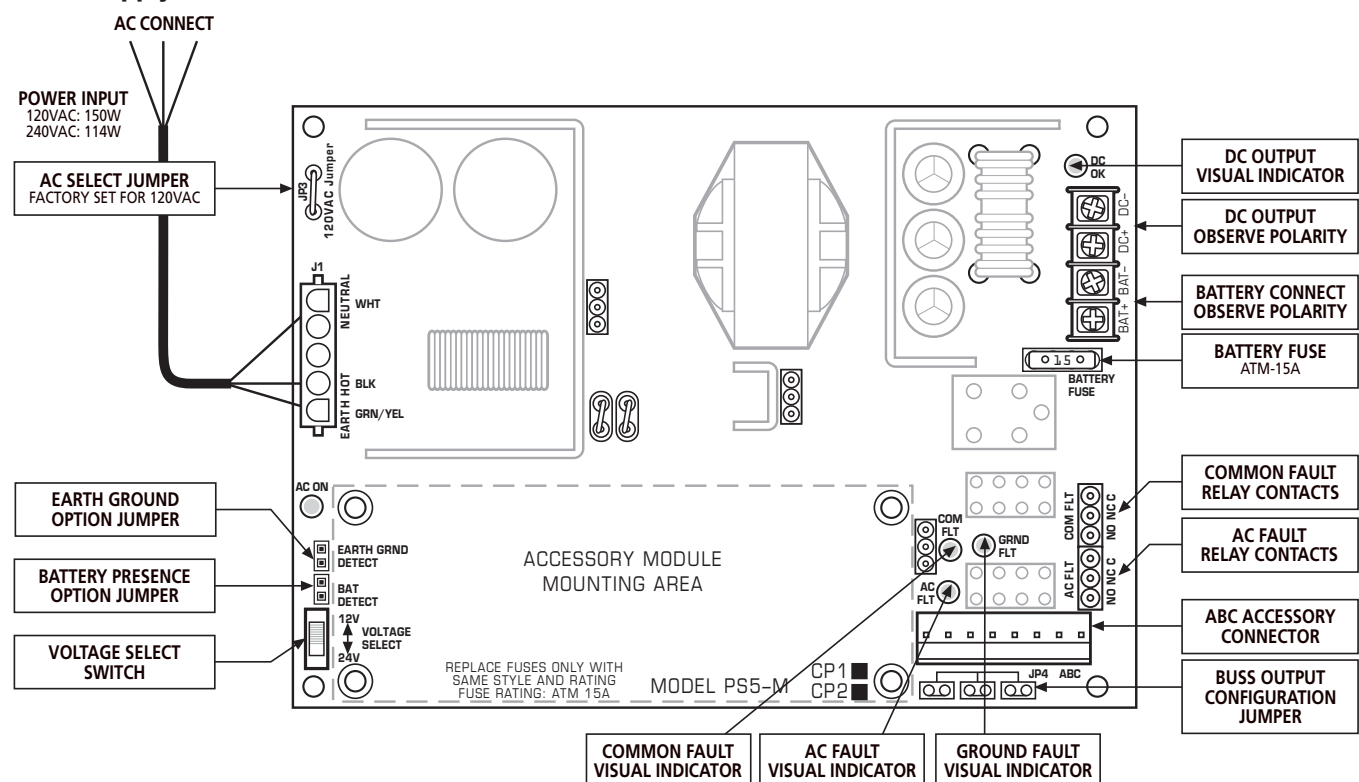 AC CONNECT
POWER INPUT
120VAC: 150W
240VAC: 114W
AC SELECT JUMPER
FACTORY SET FOR 120VAC
JP3
120VAC Jumper
J1
NEUTRAL
WHT
BLK
GRN/YEL
EARTH HOT
AC ON
EARTH GROUND
OPTION JUMPER
EARTH GRND
DETECT
BATTERY PRESENCE
OPTION JUMPER
BAT
DETECT
VOLTAGE SELECT
SWITCH
12V
VOLTAGE
SELECT
24V
ACCESSORY MODULE
MOUNTING AREA
REPLACE FUSES ONLY WITH
SAME STYLE AND RATING
FUSE RATING: ATM 15A
MODEL PS5-M
CP1
CP2
DC
OK
DC-
DC+
BAT-
BAT+
15
BATTERY
FUSE
COM
FLT
GRND
FLT
AC
FLT
COM FLT
NO NC C
AC FLT
NO NC C
JP4
ABC
DC OUTPUT
VISUAL INDICATOR
DC OUTPUT
OBSERVE POLARITY
BATTERY CONNECT
OBSERVE POLARITY
BATTERY FUSE
ATM-15A
COMMON FAULT
RELAY CONTACTS
AC FAULT
RELAY CONTACTS
ABC ACCESSORY
CONNECTOR
BUSS OUTPUT
CONFIGURATION
JUMPER
COMMON FAULT
VISUAL INDICATOR
AC FAULT
VISUAL INDICATOR
GROUND FAULT
VISUAL INDICATOR